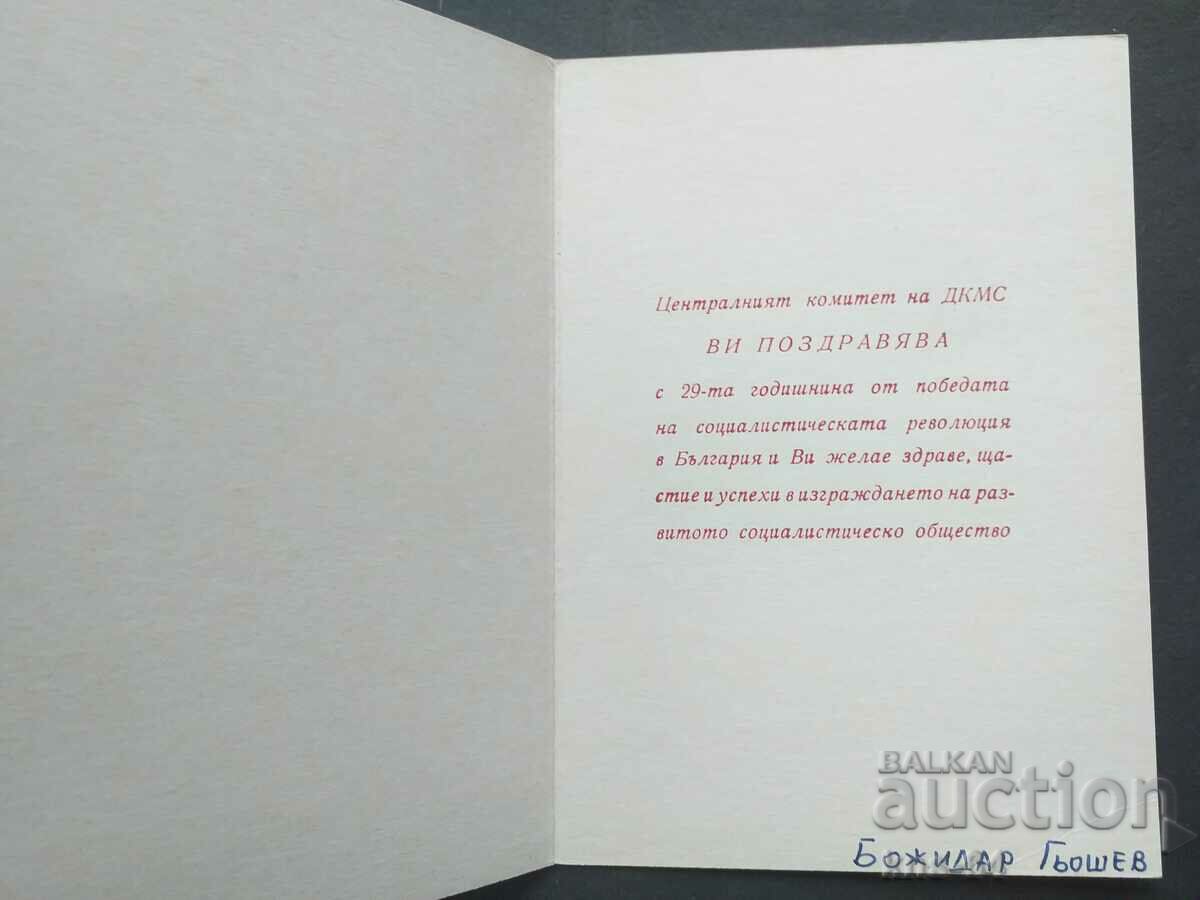 Централният комитет на ДКМС
ВИ ПОЗДРАВЯВА
с 29-та годишнина от победата
на социалистическата революция
в България и Ви желае здраве, ща-
стие и успехи в изграждането на раз-
витото социалистическо общество
BALKAN
auction
Божидар Гьошев